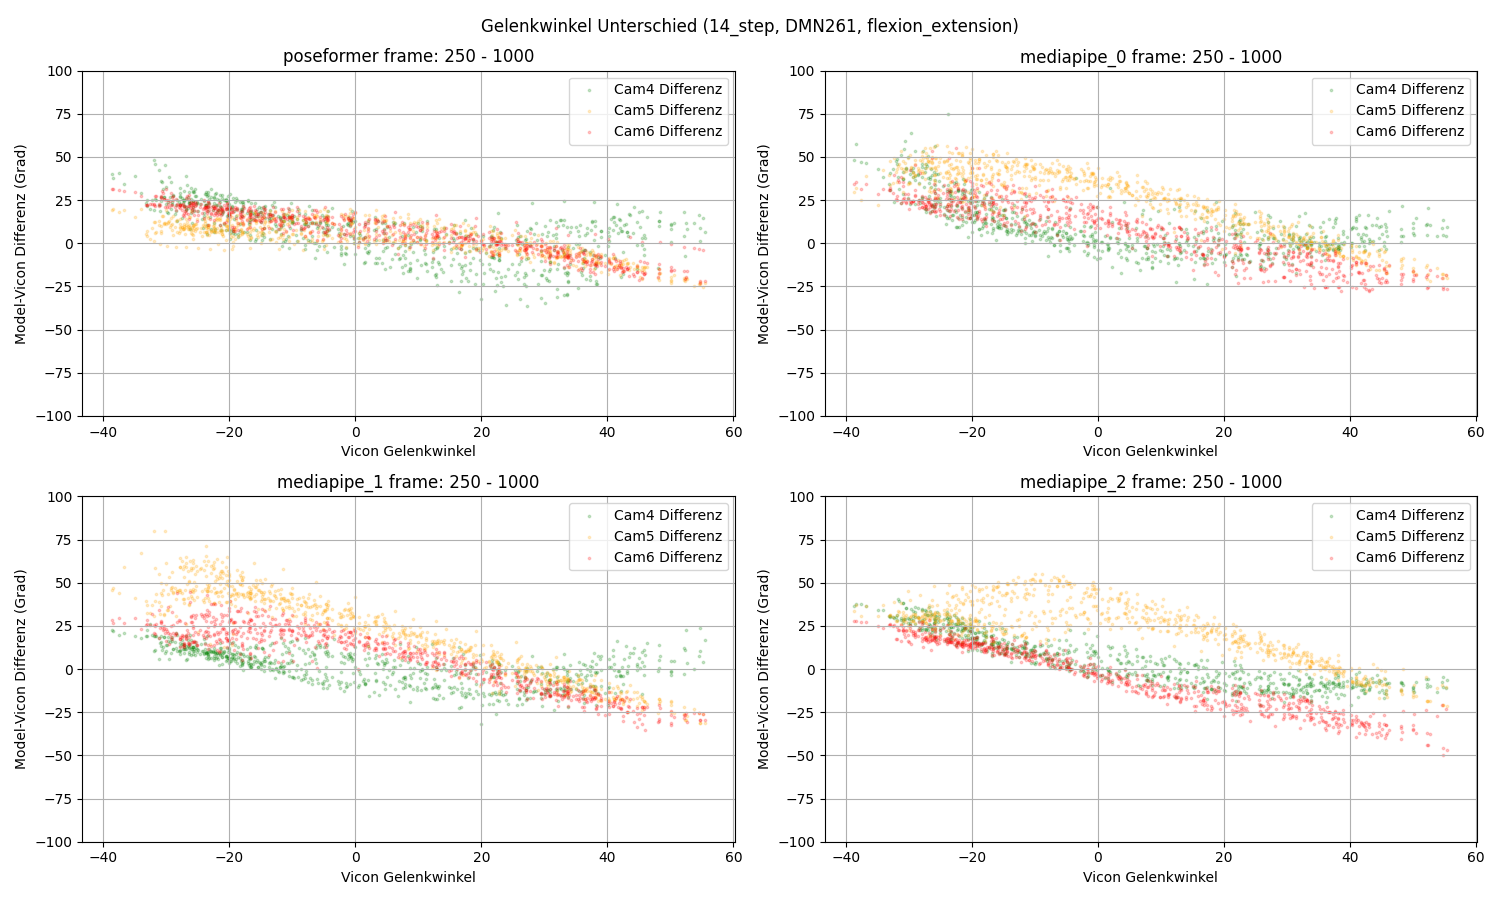 Gelenkwinkel Unterschied (14_step, DMN261, flexion_extension)
poseformer frame: 250 - 1000
100
75
50
25
0
−25
−50
−75
−100
Model-Vicon Differenz (Grad)
Cam4 Differenz
Cam5 Differenz
Cam6 Differenz
−40
−20
0
20
40
60
Vicon Gelenkwinkel
mediapipe_0 frame: 250 - 1000
100
75
50
25
0
−25
−50
−75
−100
Model-Vicon Differenz (Grad)
Cam4 Differenz
Cam5 Differenz
Cam6 Differenz
−40
−20
0
20
40
60
Vicon Gelenkwinkel
mediapipe_1 frame: 250 - 1000
100
75
50
25
0
−25
−50
−75
−100
Model-Vicon Differenz (Grad)
Cam4 Differenz
Cam5 Differenz
Cam6 Differenz
−40
−20
0
20
40
60
Vicon Gelenkwinkel
mediapipe_2 frame: 250 - 1000
100
75
50
25
0
−25
−50
−75
−100
Model-Vicon Differenz (Grad)
Cam4 Differenz
Cam5 Differenz
Cam6 Differenz
−40
−20
0
20
40
60
Vicon Gelenkwinkel